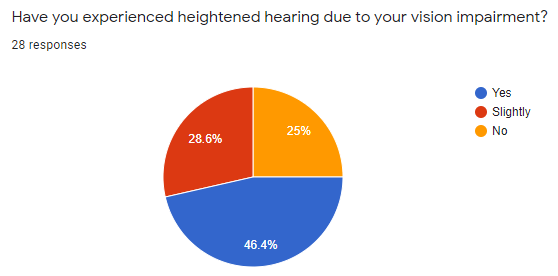 Have you experienced heightened hearing due to your vision impairment?
28 responses
Yes
Slightly
No
25%
28.6%
46.4%